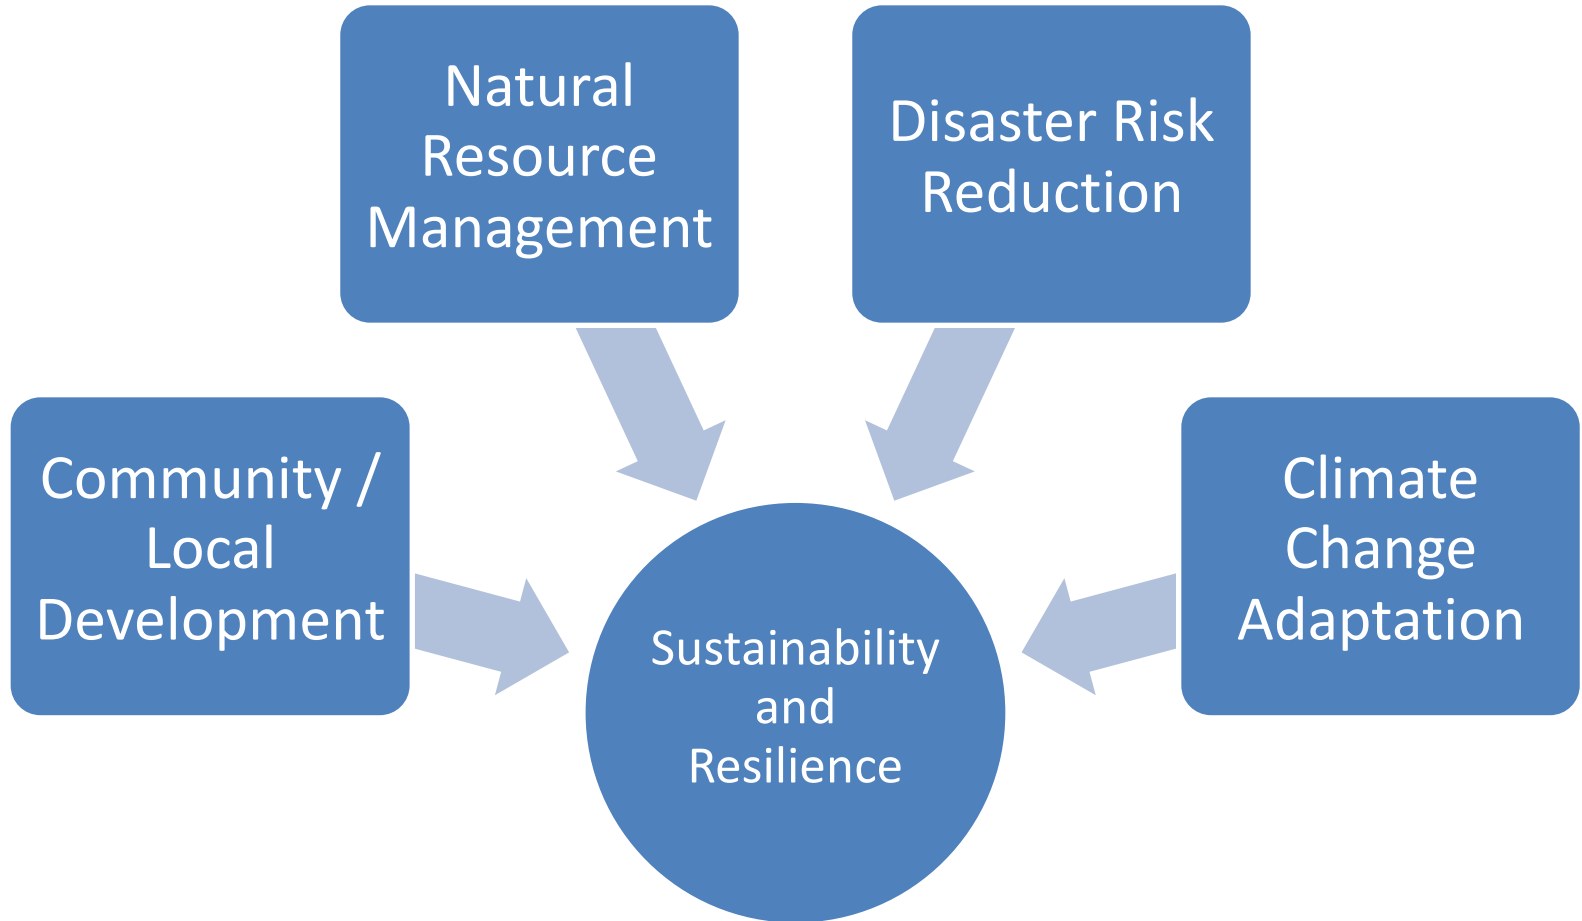 Natural
Resource
Management
Disaster Risk
Reduction
Community /
Local
Development
Climate
Change
Adaptation
Sustainability
and
Resilience